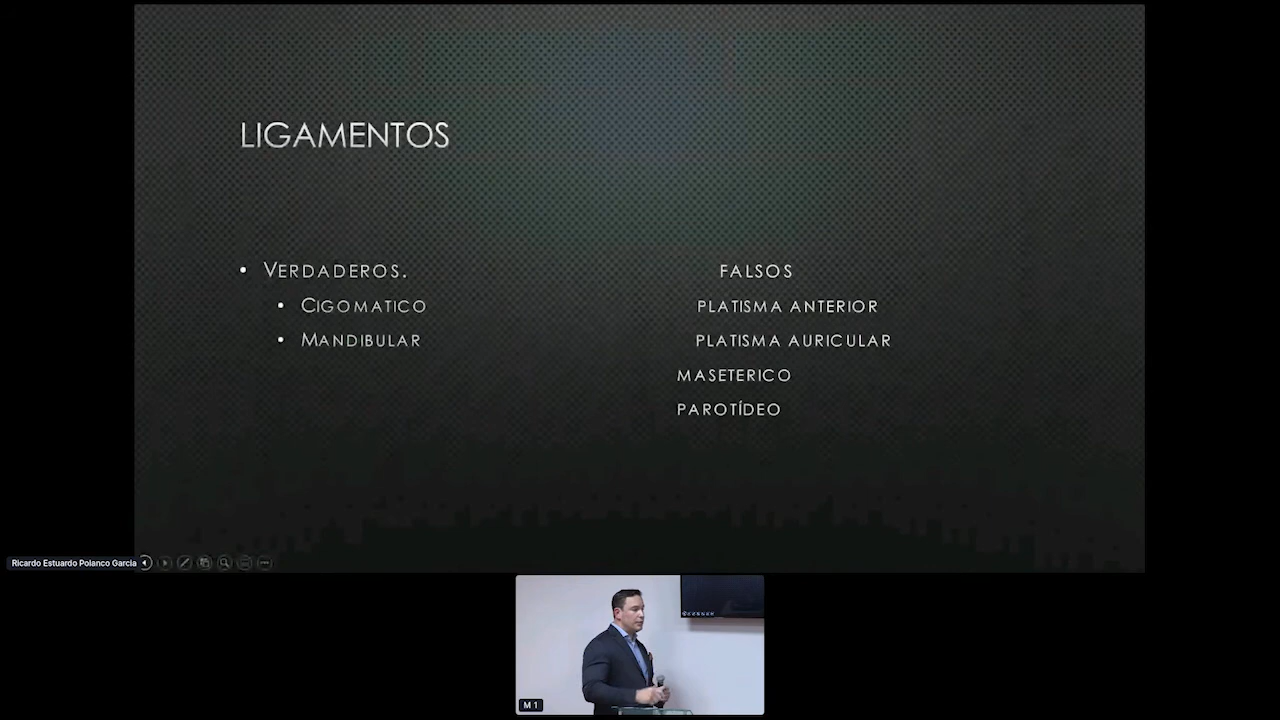 LIGAMENTOS
• VERDADEROS. FALSOS
• CIGOMATICO PLATISMA ANTERIOR
• MANDIBULAR PLATISMA AURICULAR
MASETERICO
PAROTÍDEO
Ricardo Estuardo Polanco Garcia
M 1